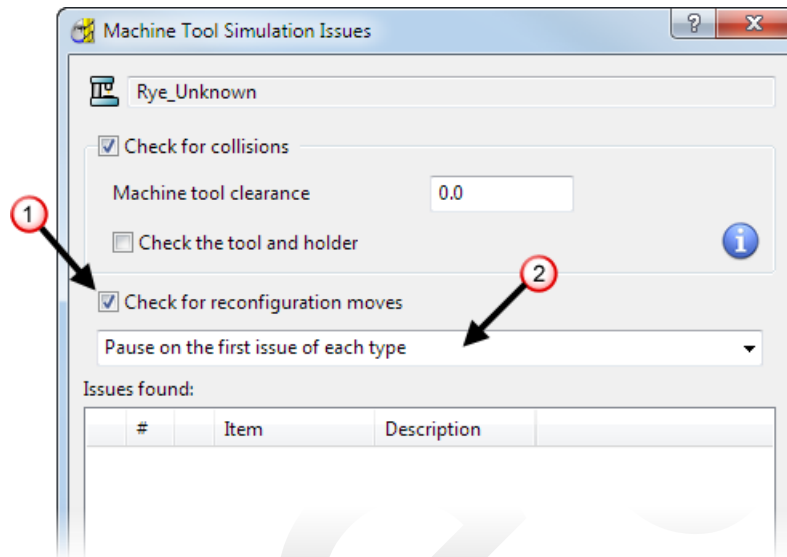 Machine Tool Simulation Issues
?
X
Rye_Unknown
Check for collisions
Machine tool clearance 0.0
1
Check the tool and holder
i
2
Check for reconfiguration moves
Pause on the first issue of each type
Issues found:
# Item Description